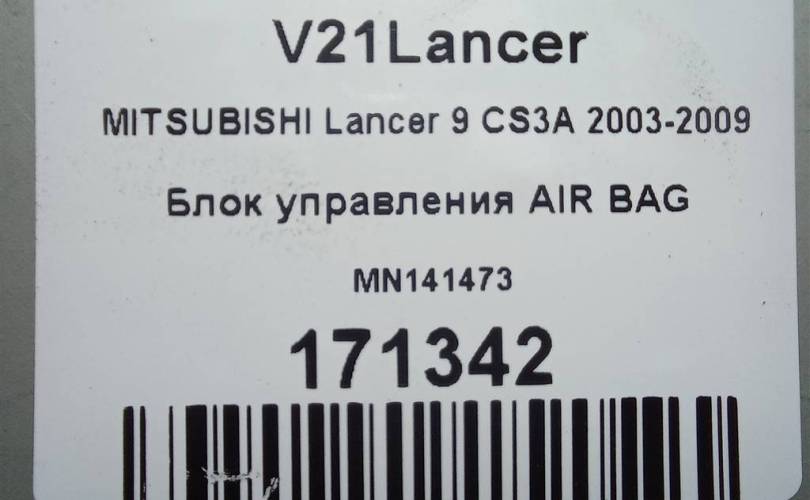 V21Lancer
MITSUBISHI Lancer 9 CS3A 2003-2009
Блок управления AIR BAG
MN141473
171342